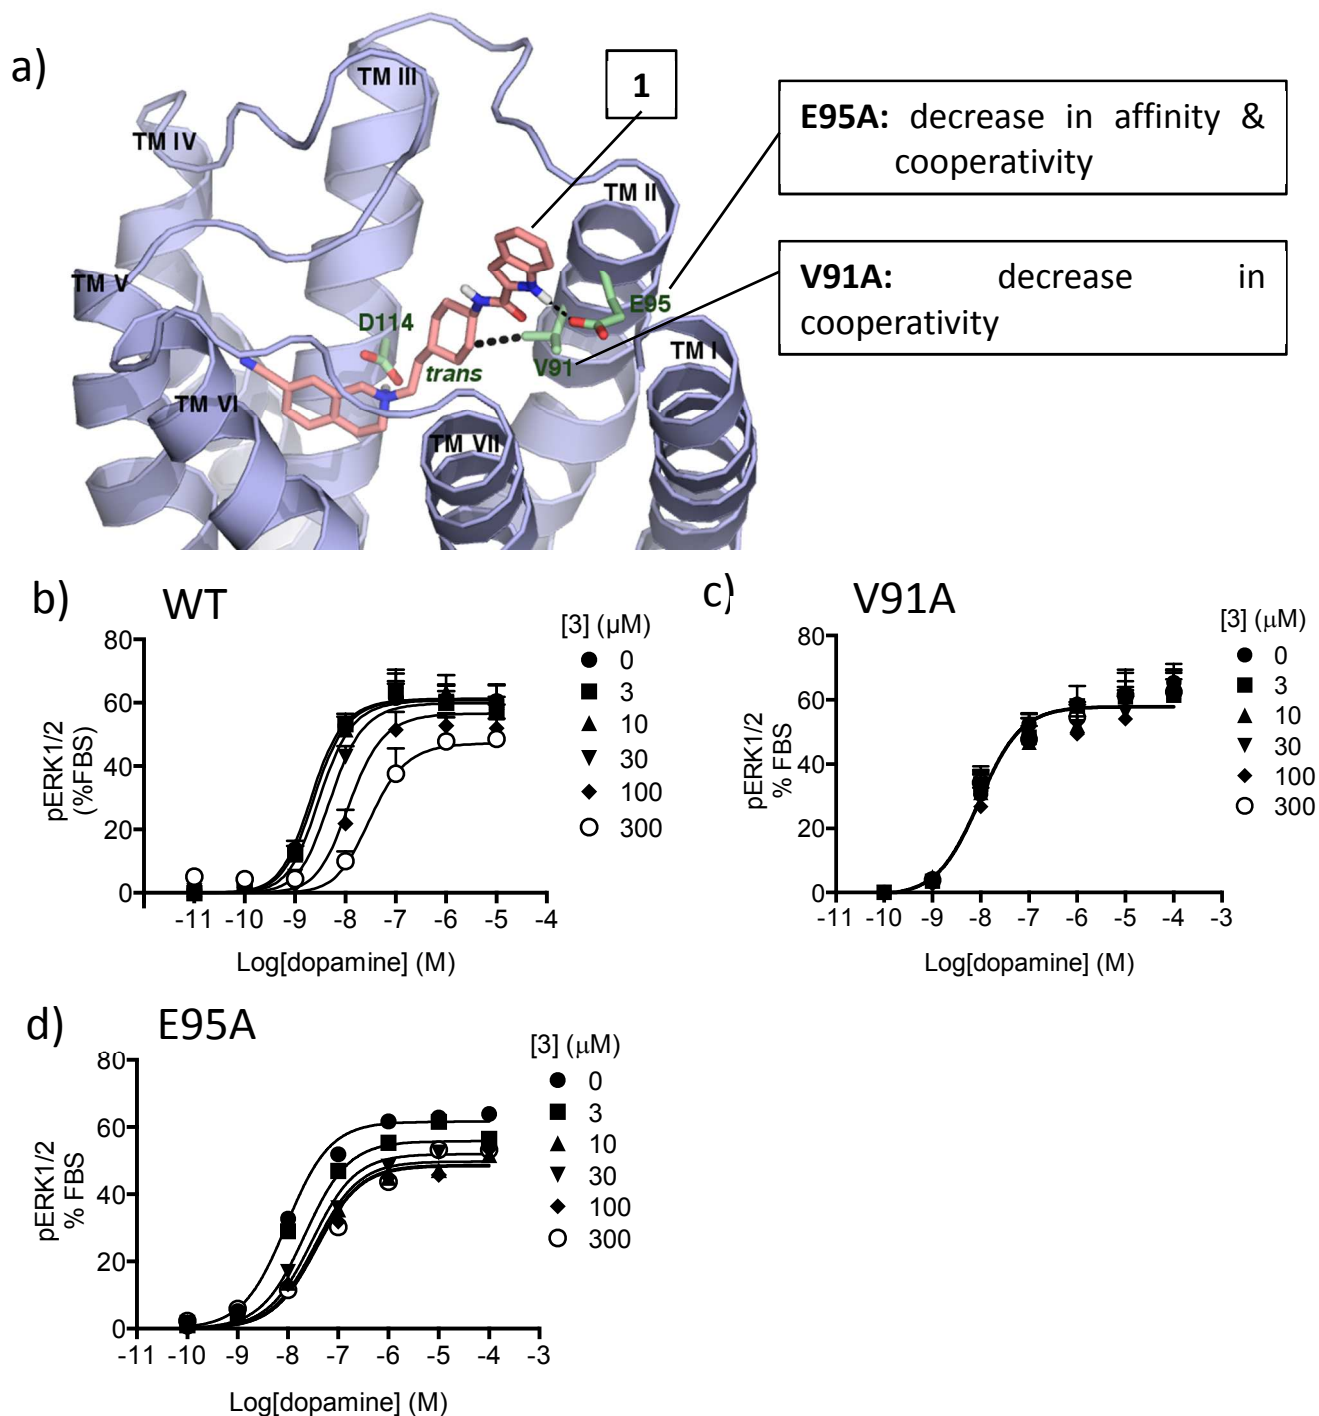 a)
TM III
1
E95A: decrease in affinity &
cooperativity
TM IV
TM II
V91A: decrease in
cooperativity
TM V
D114
E95
TM I
trans
V91
TM VI
TM VII
b)
WT
[3] (µM)
0
3
10
30
100
300
80
60
40
20
0
pERK1/2
(%FBS)
-11 -10 -9 -8 -7 -6 -5 -4
Log[dopamine] (M)
c)
V91A
[3] (µM)
0
3
10
30
100
300
80
60
40
20
0
pERK1/2
% FBS
-11 -10 -9 -8 -7 -6 -5 -4 -3
Log[dopamine] (M)
d)
E95A
[3] (µM)
0
3
10
30
100
300
80
60
40
20
0
pERK1/2
% FBS
-11 -10 -9 -8 -7 -6 -5 -4 -3
Log[dopamine] (M)